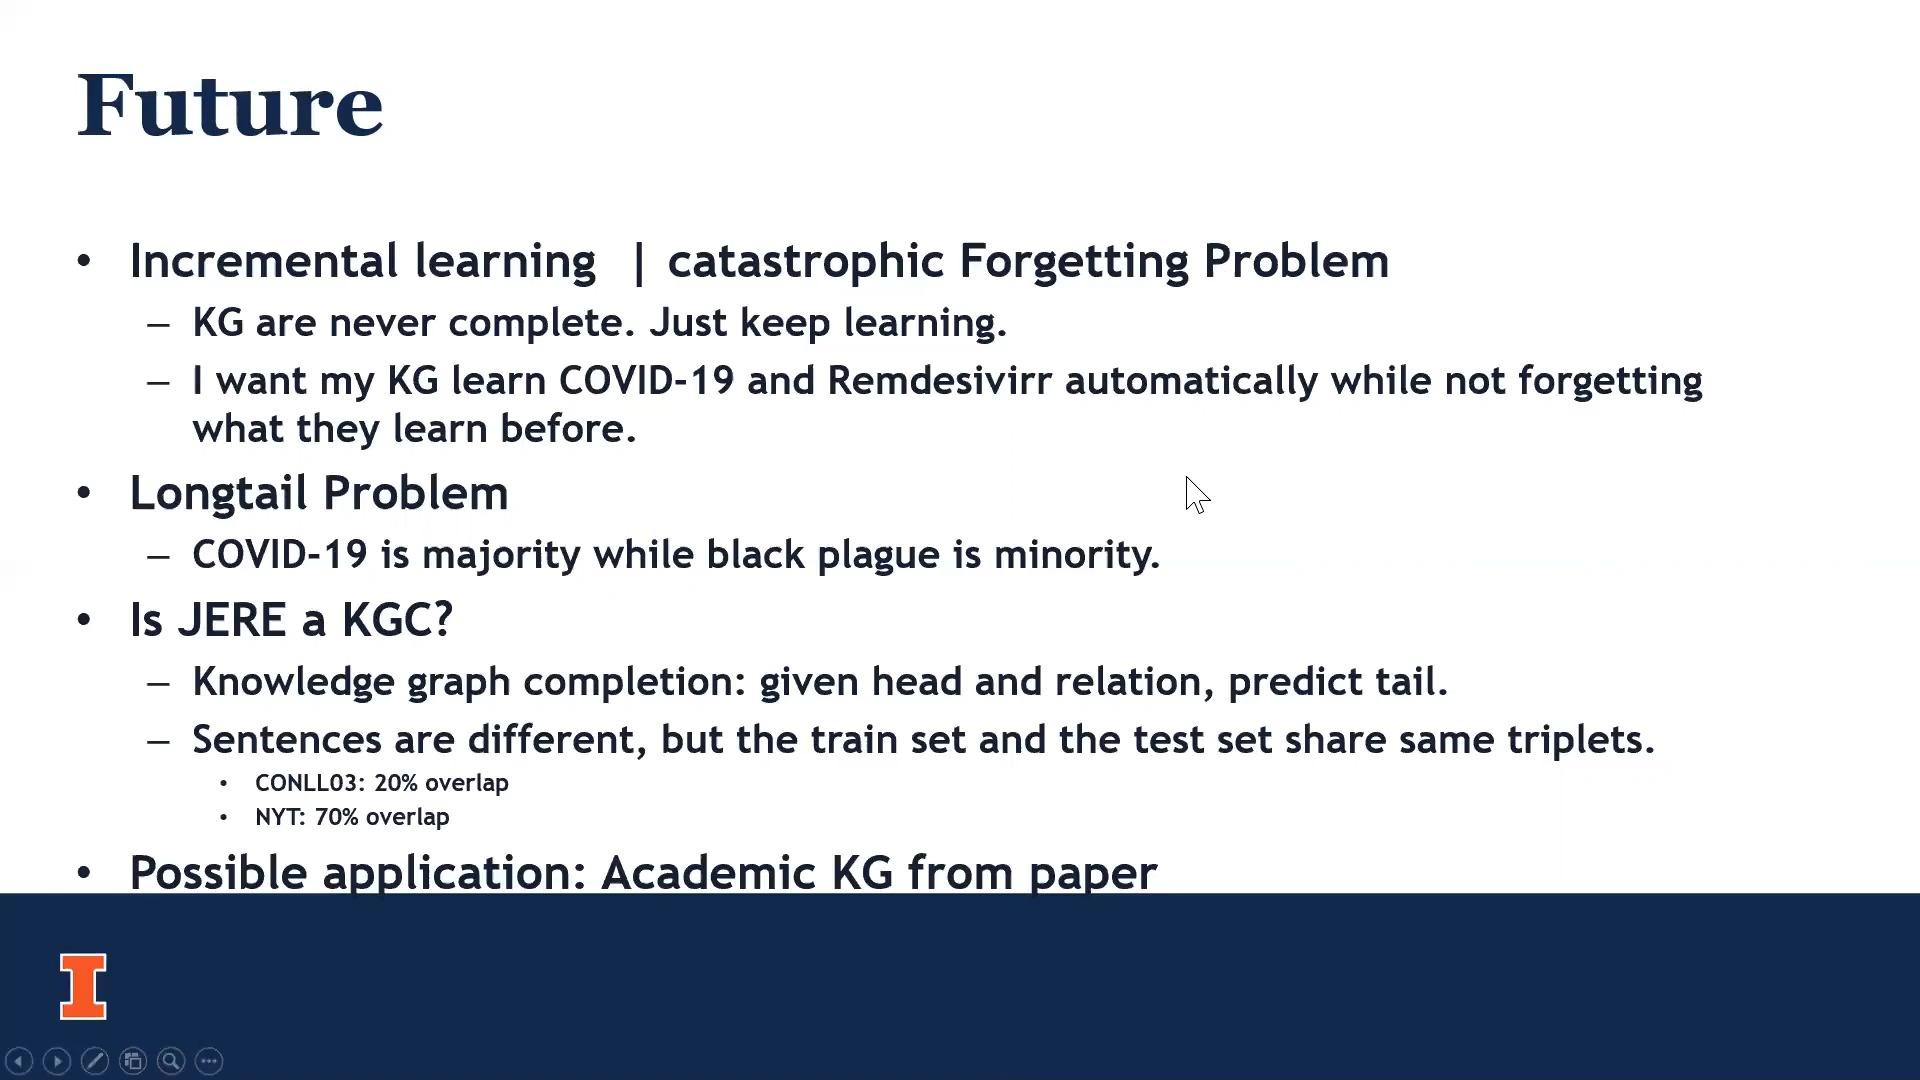 Future
• Incremental learning | catastrophic Forgetting Problem
– KG are never complete. Just keep learning.
– I want my KG learn COVID-19 and Remdesivirr automatically while not forgetting
what they learn before.
• Longtail Problem
– COVID-19 is majority while black plague is minority.
• Is JERE a KGC?
– Knowledge graph completion: given head and relation, predict tail.
– Sentences are different, but the train set and the test set share same triplets.
• CONLL03: 20% overlap
• NYT: 70% overlap
• Possible application: Academic KG from paper
I